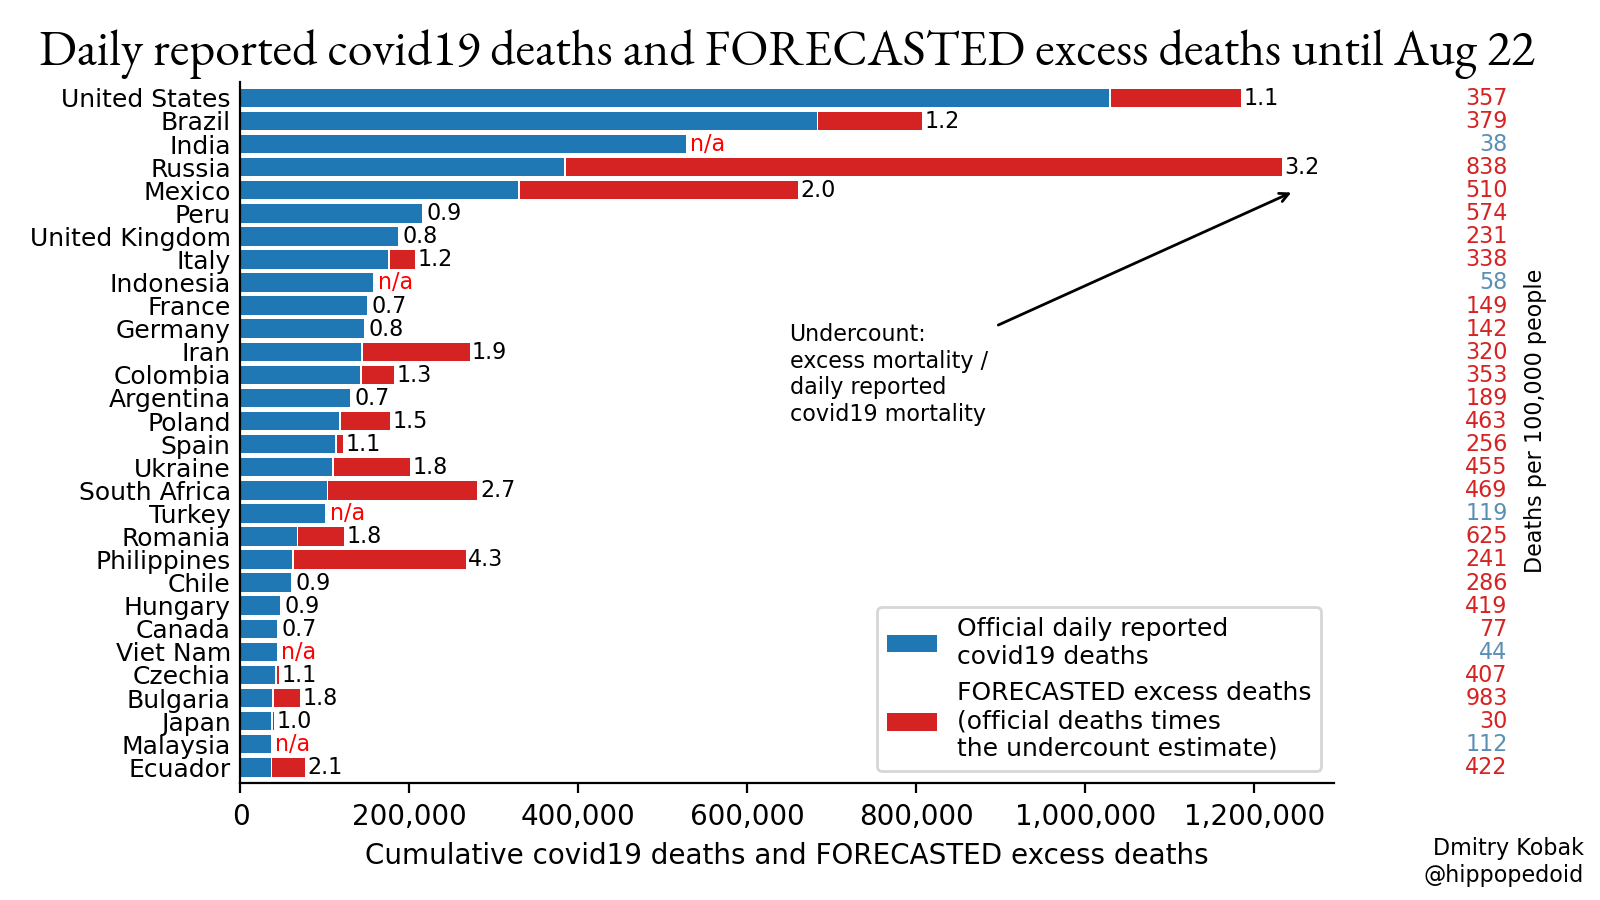 Daily reported covid19 deaths and FORECASTED excess deaths until Aug 22
United States 1.1 357
Brazil 1.2 379
India n/a 38
Russia 3.2 838
Mexico 2.0 510
Peru 0.9 574
United Kingdom 0.8 231
Italy 1.2 338
Indonesia n/a 58
France 0.7 149
Germany 0.8 142
Iran 1.9 320
Colombia 1.3 353
Argentina 0.7 189
Poland 1.5 463
Spain 1.1 256
Ukraine 1.8 455
South Africa 2.7 469
Turkey n/a 119
Romania 1.8 625
Philippines 4.3 241
Chile 0.9 286
Hungary 0.9 419
Canada 0.7 77
Viet Nam n/a 44
Czechia 1.1 407
Bulgaria 1.8 983
Japan 1.0 30
Malaysia n/a 112
Ecuador 2.1 422
Undercount:
excess mortality /
daily reported
covid19 mortality
Deaths per 100,000 people
Official daily reported
covid19 deaths
FORECASTED excess deaths
(official deaths times
the undercount estimate)
0 200,000 400,000 600,000 800,000 1,000,000 1,200,000
Cumulative covid19 deaths and FORECASTED excess deaths
Dmitry Kobak
@hippopedoid